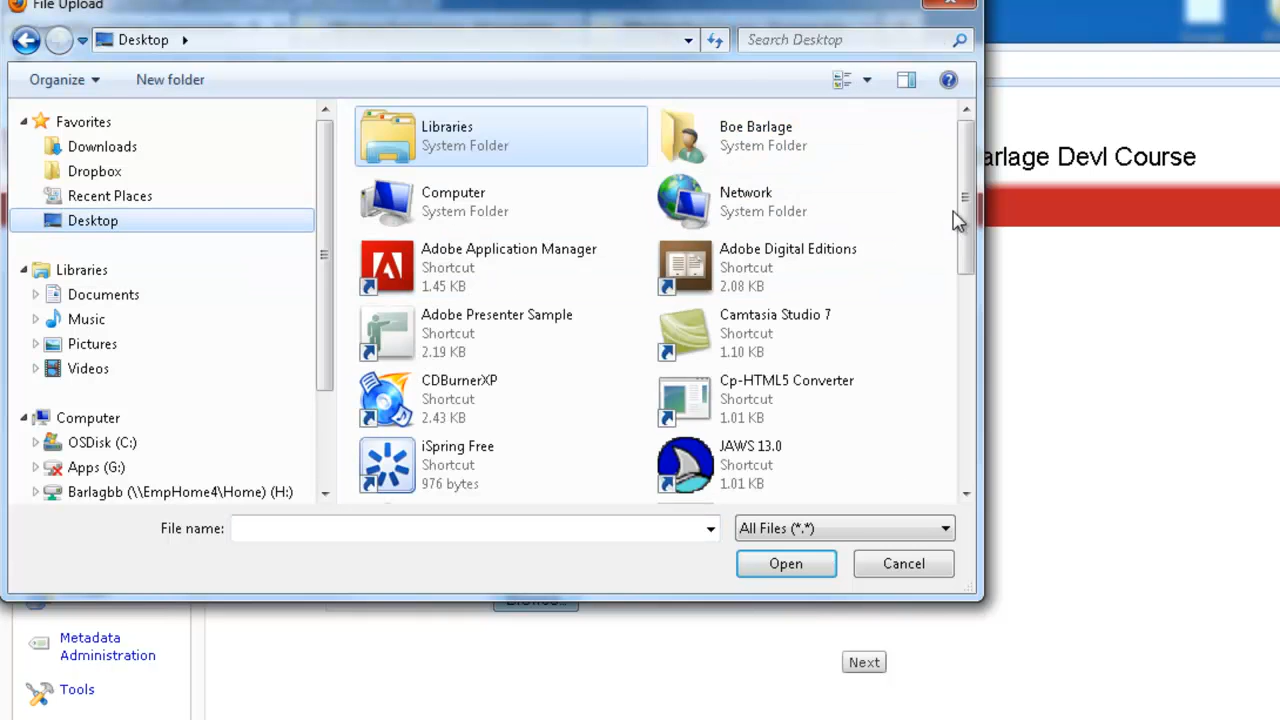 File Upload
Desktop
Search Desktop
Organize
New folder
Favorites
Downloads
Dropbox
Recent Places
Desktop
Libraries
Documents
Music
Pictures
Videos
Computer
OSDisk (C:)
Apps (G:)
Barlagbb (\\EmpHome4\Home) (H:)
Libraries
System Folder
Boe Barlage
System Folder
Computer
System Folder
Network
System Folder
Adobe Application Manager
Shortcut
1.45 KB
Adobe Digital Editions
Shortcut
2.08 KB
Adobe Presenter Sample
Shortcut
2.19 KB
Camtasia Studio 7
Shortcut
1.10 KB
CDBurnerXP
Shortcut
2.43 KB
Cp-HTML5 Converter
Shortcut
1.01 KB
iSpring Free
Shortcut
976 bytes
JAWS 13.0
Shortcut
1.01 KB
File name:
All Files (*.*)
Open
Cancel
arlage Devl Course
Browse...
Metadata
Administration
Tools
Next